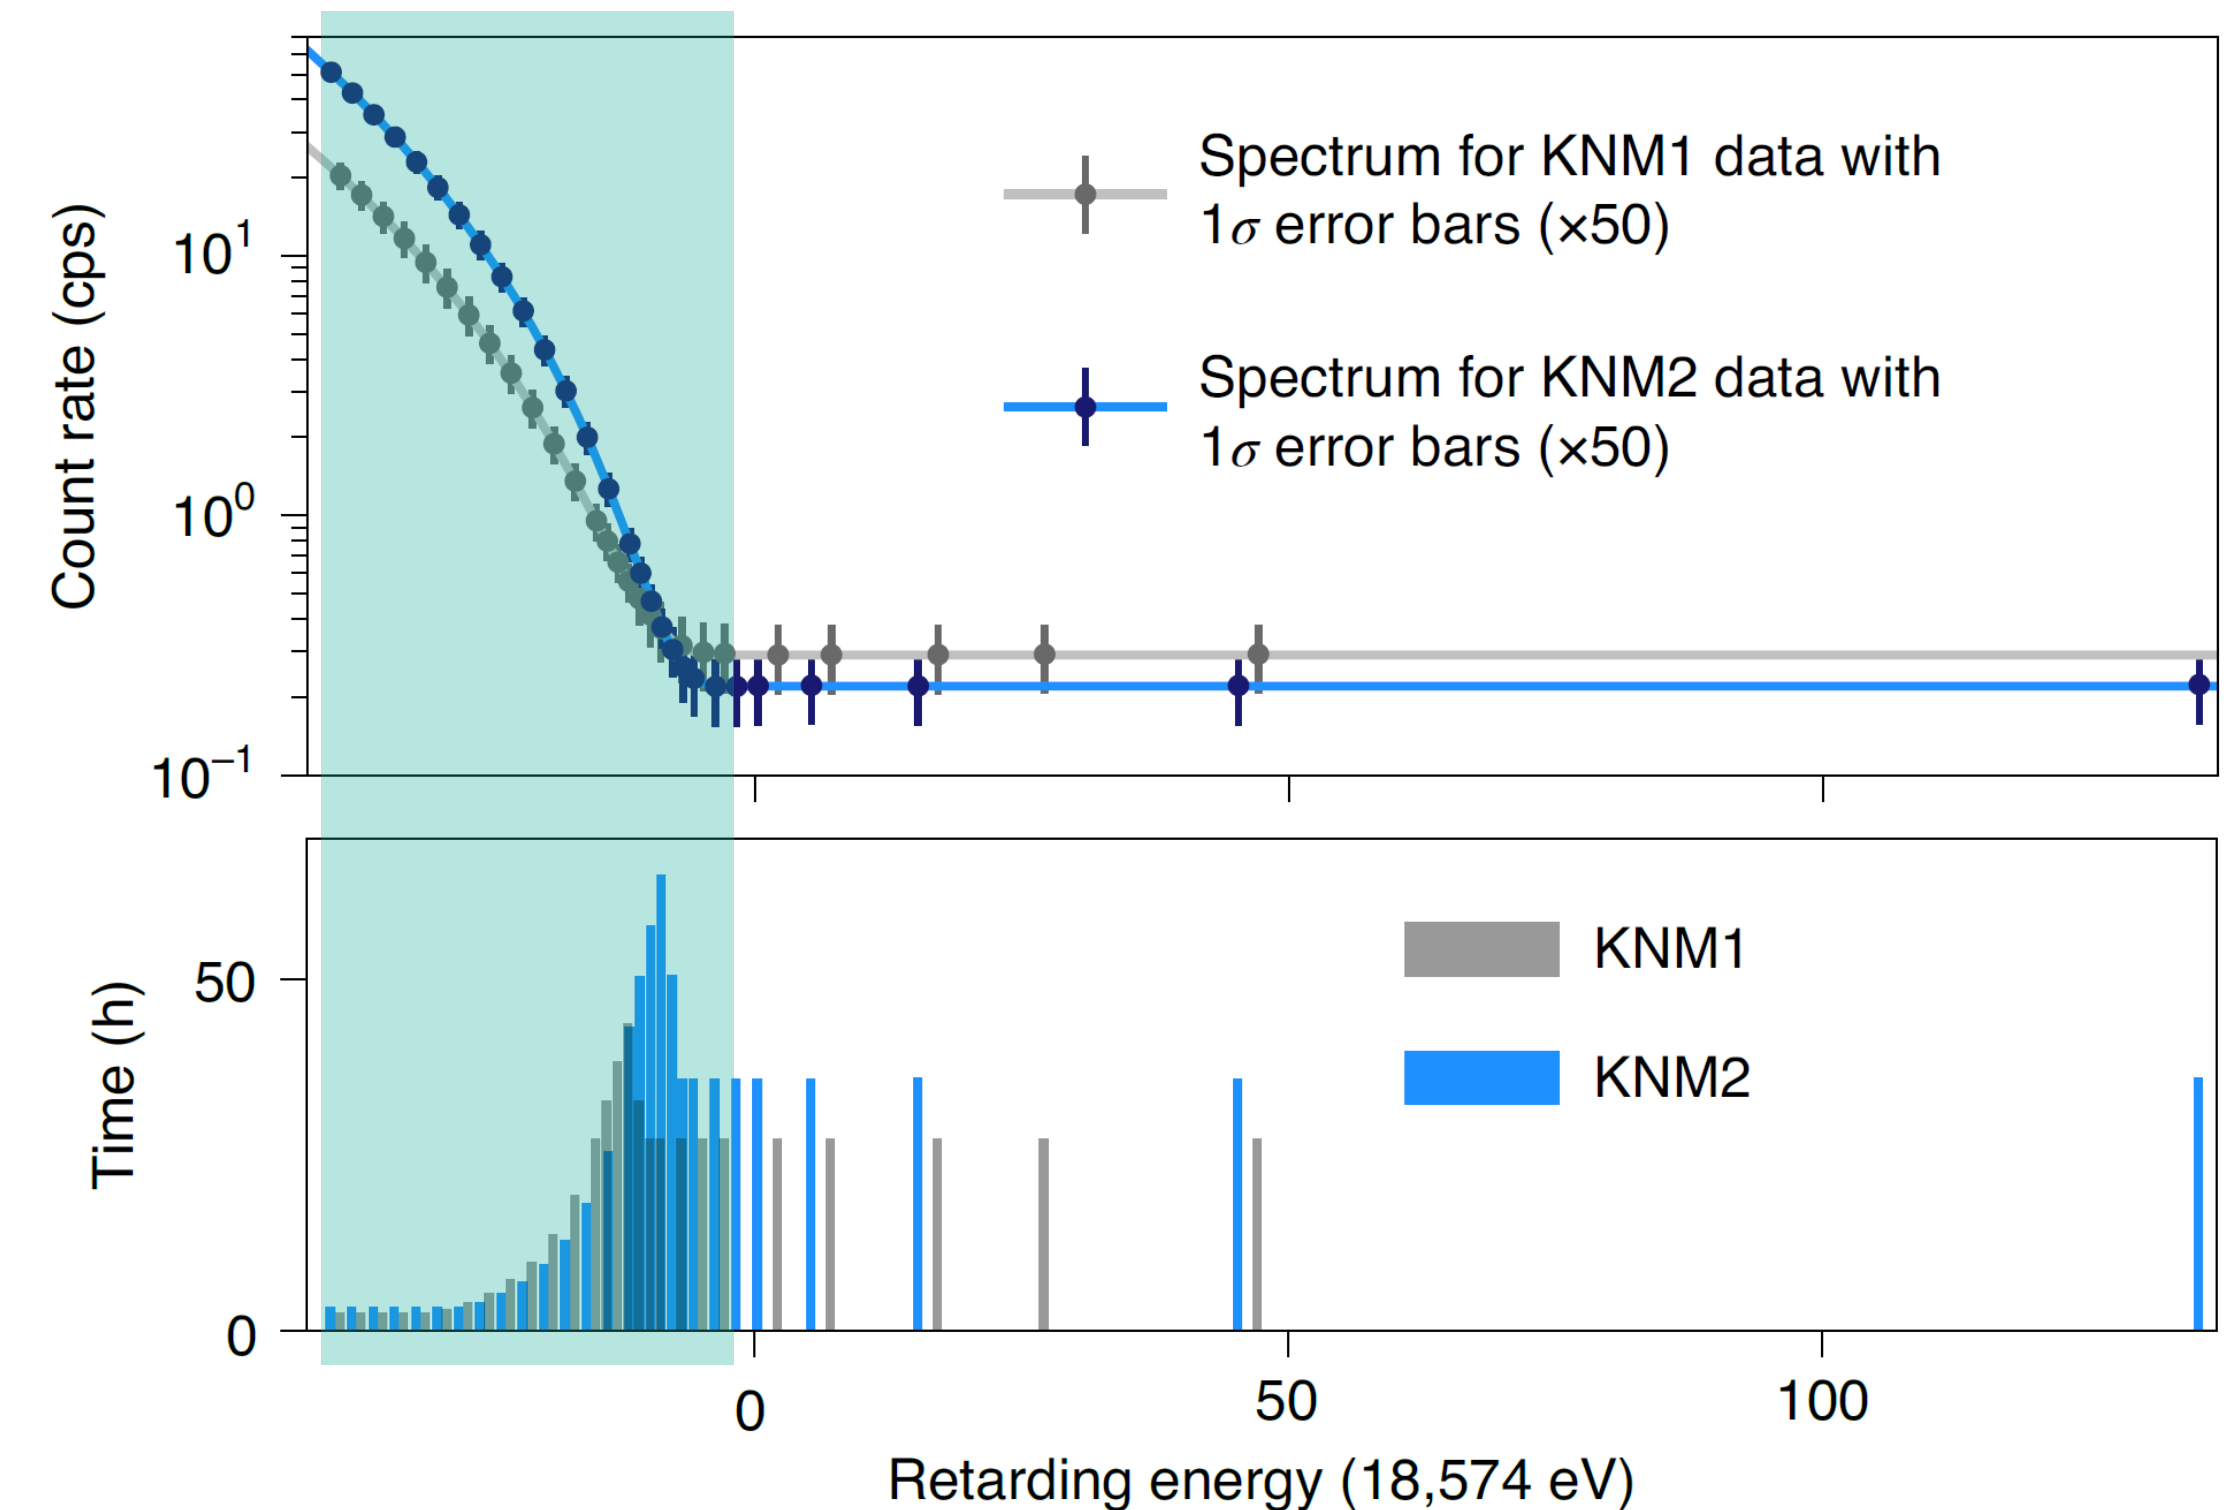 Count rate (cps)
10¹
10⁰
10⁻¹
Spectrum for KNM1 data with
1σ error bars (×50)
Spectrum for KNM2 data with
1σ error bars (×50)
Time (h)
50
0
KNM1
KNM2
0
50
100
Retarding energy (18,574 eV)